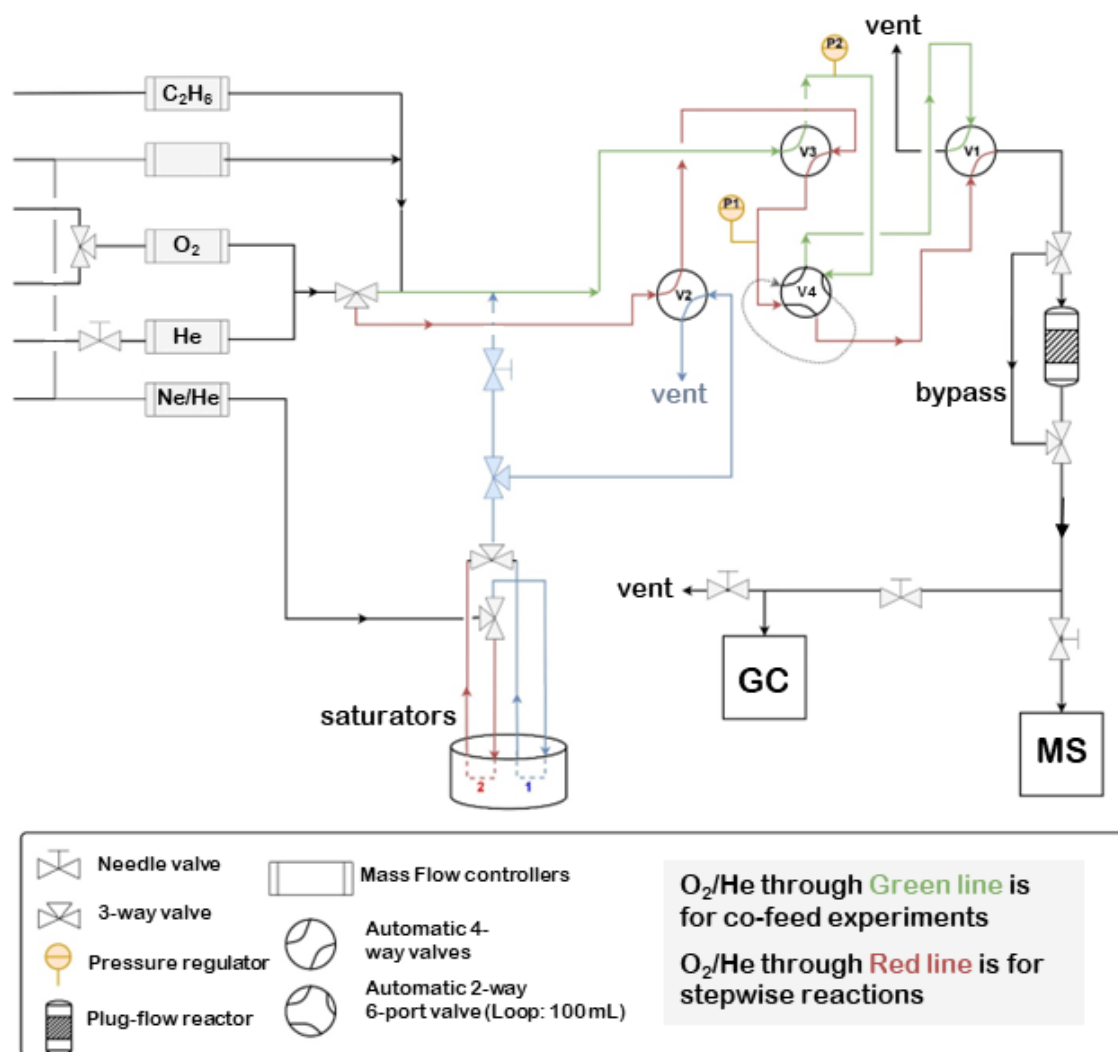 vent
P2
C₂H₆
V3
V1
P1
O₂
V2
V4
He
vent
bypass
Ne/He
vent
GC
saturators
MS
2
1
Needle valve
3-way valve
Pressure regulator
Plug-flow reactor
Mass Flow controllers
Automatic 4-
way valves
Automatic 2-way
6-port valve (Loop: 100 mL)
O₂/He through Green line is
for co-feed experiments
O₂/He through Red line is for
stepwise reactions